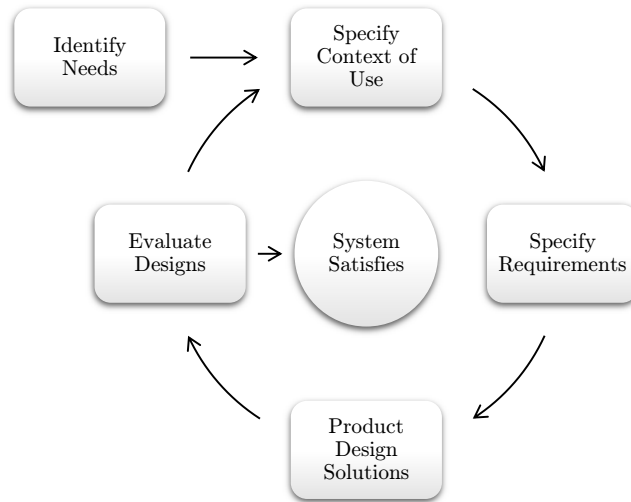 Identify
Needs
Specify
Context of
Use
Evaluate
Designs
System
Satisfies
Specify
Requirements
Product
Design
Solutions